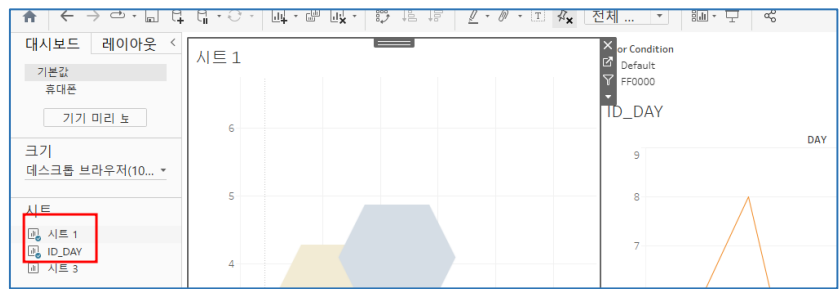 전체 ...
대시보드 레이아웃
기본값
휴대폰
기기 미리 보
크기
데스크톱 브라우저(10...
시트
시트 1
ID_DAY
시트 3
시트 1
6
5
4
or Condition
Default
FF0000
ID_DAY
DAY
9
8
7